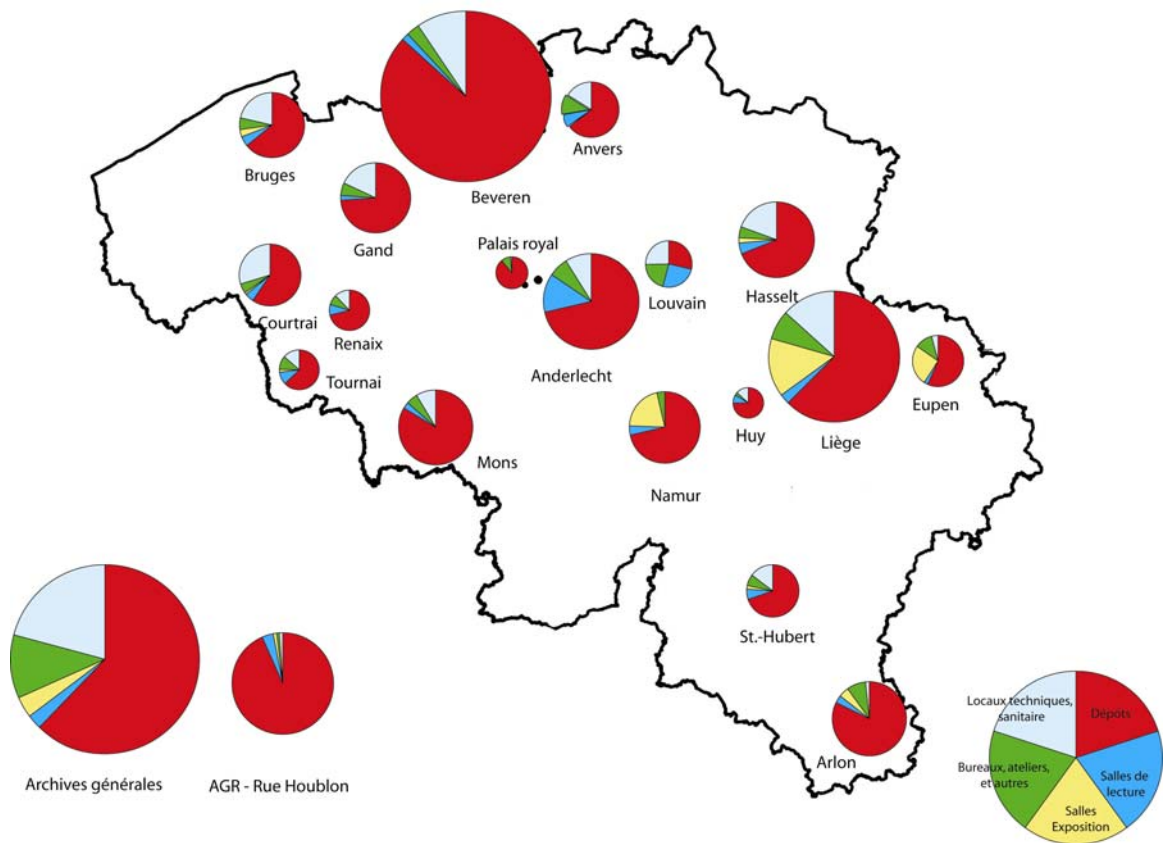 Bruges
Beveren
Anvers
Gand
Palais royal
Louvain
Hasselt
Courtrai
Renaix
Anderlecht
Tournai
Eupen
Huy
Liège
Mons
Namur
St.-Hubert
Arlon
Archives générales
AGR - Rue Houblon
Locaux techniques,
sanitaire
Dépôts
Bureaux, ateliers,
et autres
Salles de
lecture
Salles
Exposition